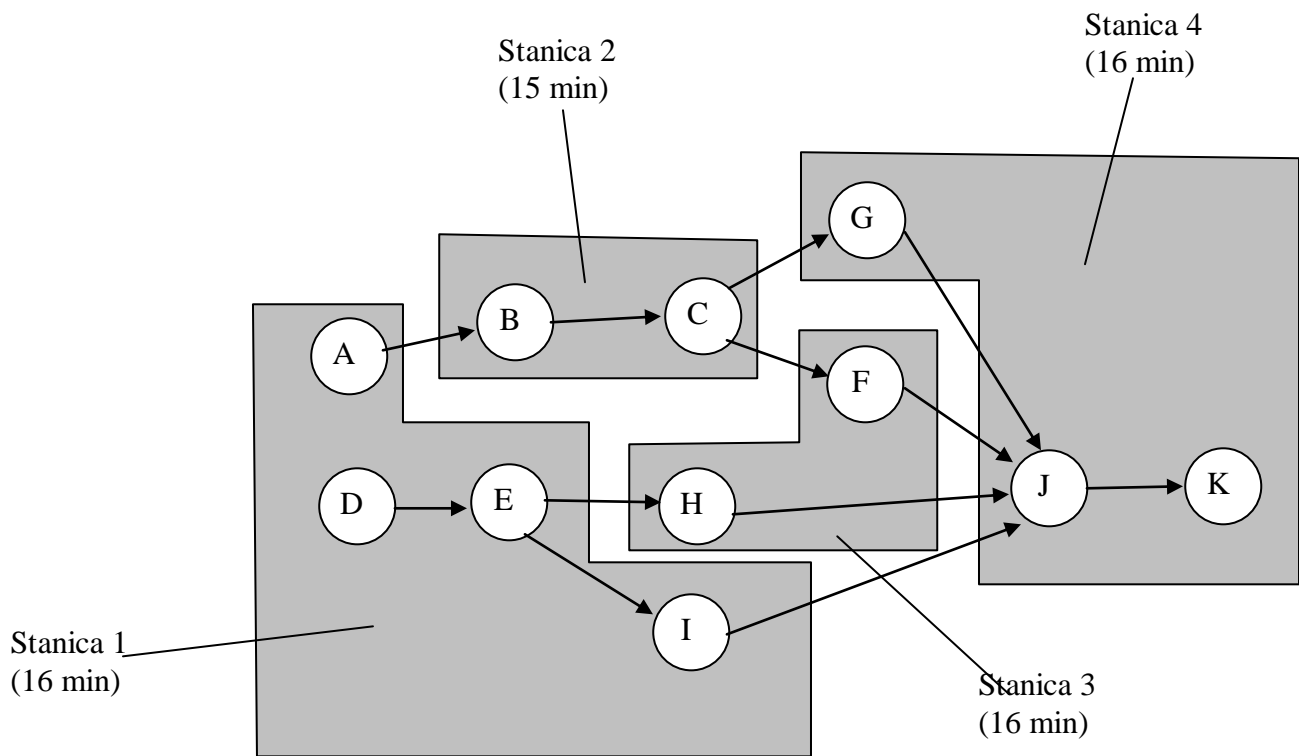 Stanica 4
(16 min)
Stanica 2
(15 min)
G
B
C
A
F
D
E
H
J
K
I
Stanica 1
(16 min)
Stanica 3
(16 min)